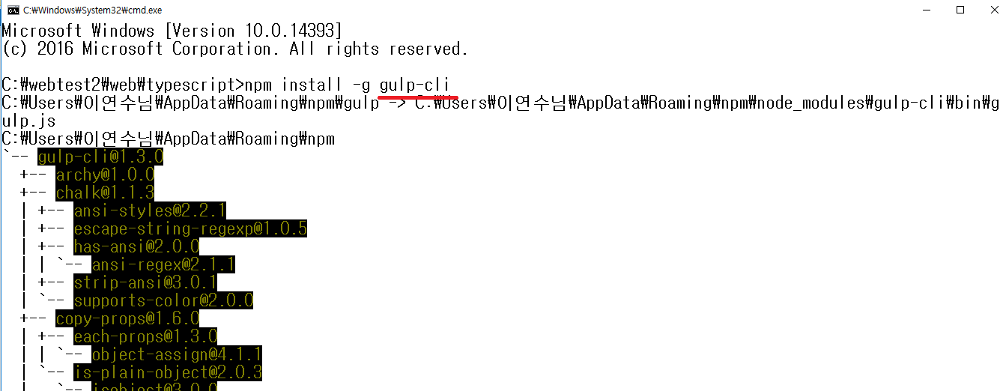 C:₩Windows₩System32₩cmd.exe
Microsoft Windows [Version 10.0.14393]
(c) 2016 Microsoft Corporation. All rights reserved.
C:₩webtest2₩web₩typescript>npm install -g gulp-cli
C:₩Users₩이연수님₩AppData₩Roaming₩npm₩gulp -> C:₩Users₩이연수님₩AppData₩Roaming₩npm₩node_modules₩gulp-cli₩bin₩g
ulp.js
C:₩Users₩이연수님₩AppData₩Roaming₩npm
`-- gulp-cli@1.3.0
  +-- archy@1.0.0
  +-- chalk@1.1.3
  | +-- ansi-styles@2.2.1
  | +-- escape-string-regexp@1.0.5
  | +-- has-ansi@2.0.0
  | | `-- ansi-regex@2.1.1
  | +-- strip-ansi@3.0.1
  | `-- supports-color@2.0.0
  +-- copy-props@1.6.0
  | +-- each-props@1.3.0
  | | `-- object-assign@4.1.1
  | `-- is-plain-object@2.0.3
  |   `-- isobject@3.0.0